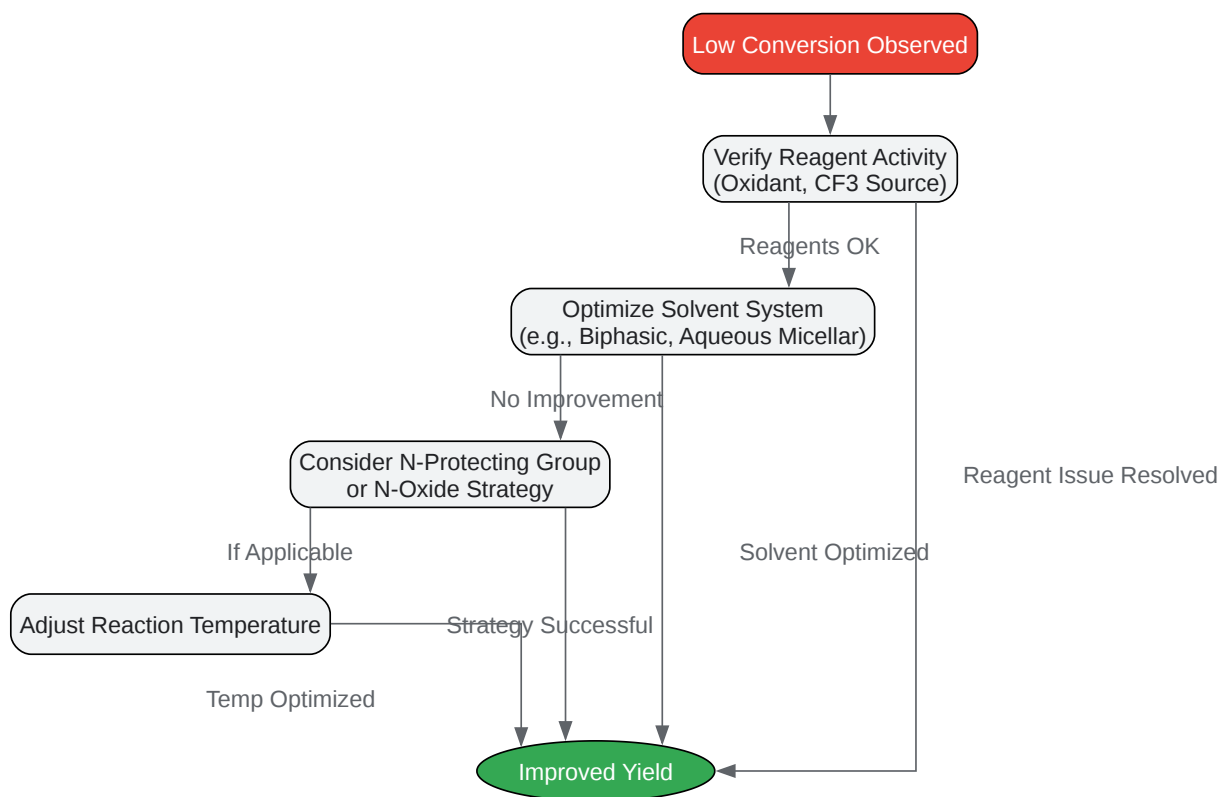 Low Conversion Observed
Verify Reagent Activity
(Oxidant, CF3 Source)
Reagents OK
Optimize Solvent System
(e.g., Biphasic, Aqueous Micellar)
No Improvement
Consider N-Protecting Group
or N-Oxide Strategy
Reagent Issue Resolved
If Applicable
Solvent Optimized
Adjust Reaction Temperature
Strategy Successful
Temp Optimized
Improved Yield